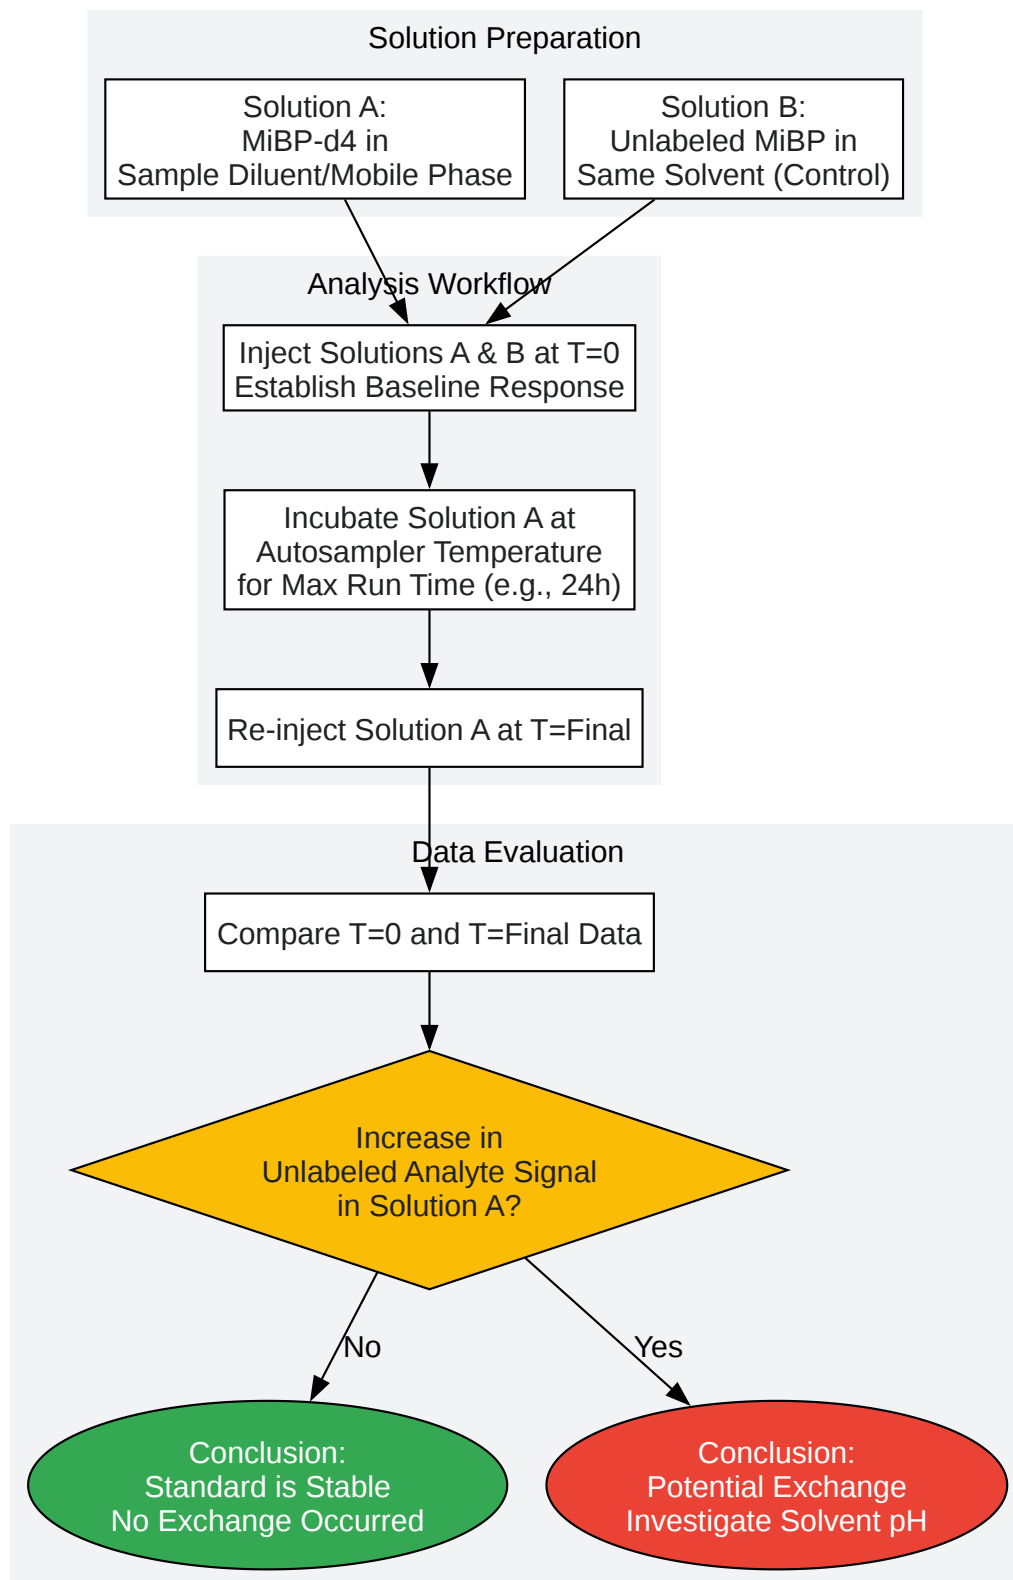 Solution Preparation
Solution A:
MiBP-d4 in
Sample Diluent/Mobile Phase
Solution B:
Unlabeled MiBP in
Same Solvent (Control)
Analysis Workflow
Inject Solutions A & B at T=0
Establish Baseline Response
Incubate Solution A at
Autosampler Temperature
for Max Run Time (e.g., 24h)
Re-inject Solution A at T=Final
Data Evaluation
Compare T=0 and T=Final Data
Increase in
Unlabeled Analyte Signal
in Solution A?
No
Yes
Conclusion:
Standard is Stable
No Exchange Occurred
Conclusion:
Potential Exchange
Investigate Solvent pH